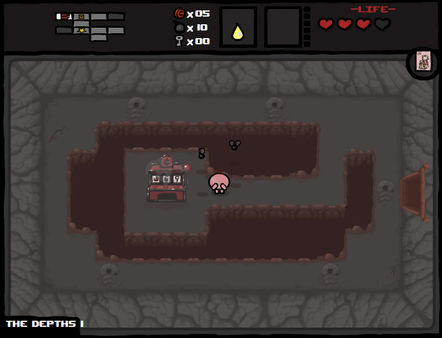 -LIFE-
x05
x10
x00
THE DEPTHS I